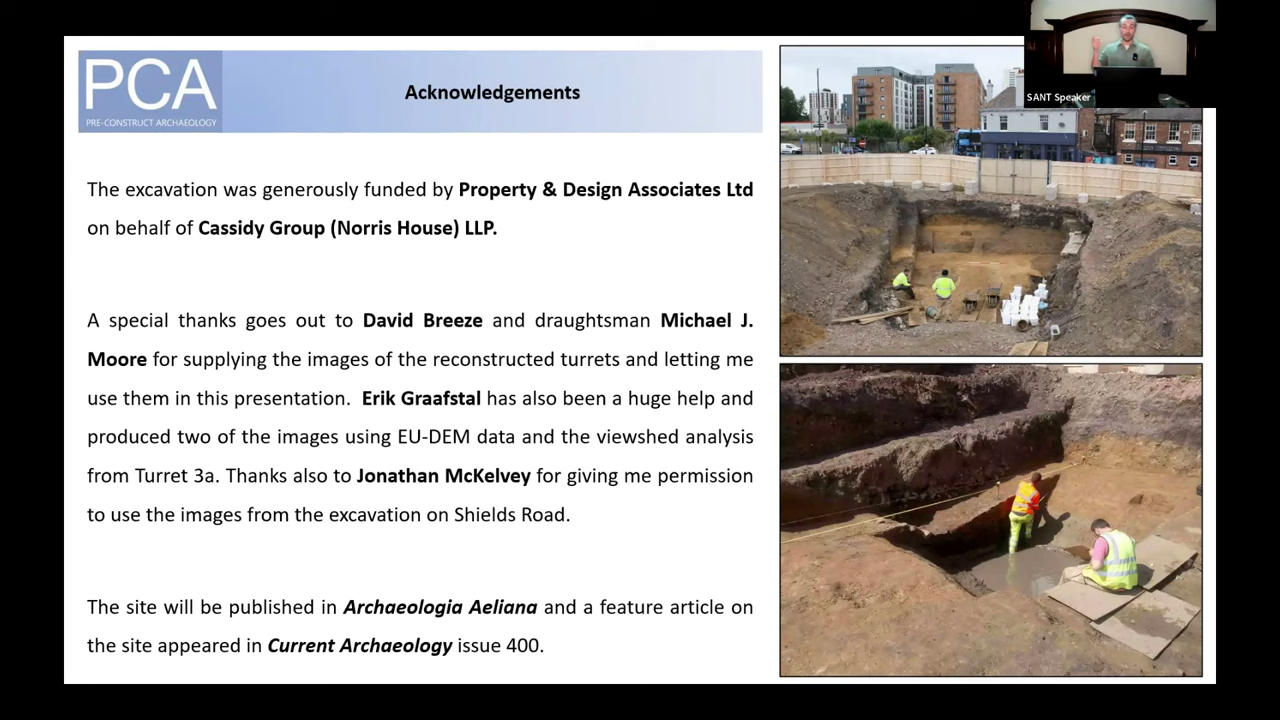 PCA
PRE-CONSTRUCT ARCHAEOLOGY
Acknowledgements
SANT Speaker
The excavation was generously funded by Property & Design Associates Ltd
on behalf of Cassidy Group (Norris House) LLP.
A special thanks goes out to David Breeze and draughtsman Michael J.
Moore for supplying the images of the reconstructed turrets and letting me
use them in this presentation. Erik Graafstal has also been a huge help and
produced two of the images using EU-DEM data and the viewshed analysis
from Turret 3a. Thanks also to Jonathan McKelvey for giving me permission
to use the images from the excavation on Shields Road.
The site will be published in Archaeologia Aeliana and a feature article on
the site appeared in Current Archaeology issue 400.